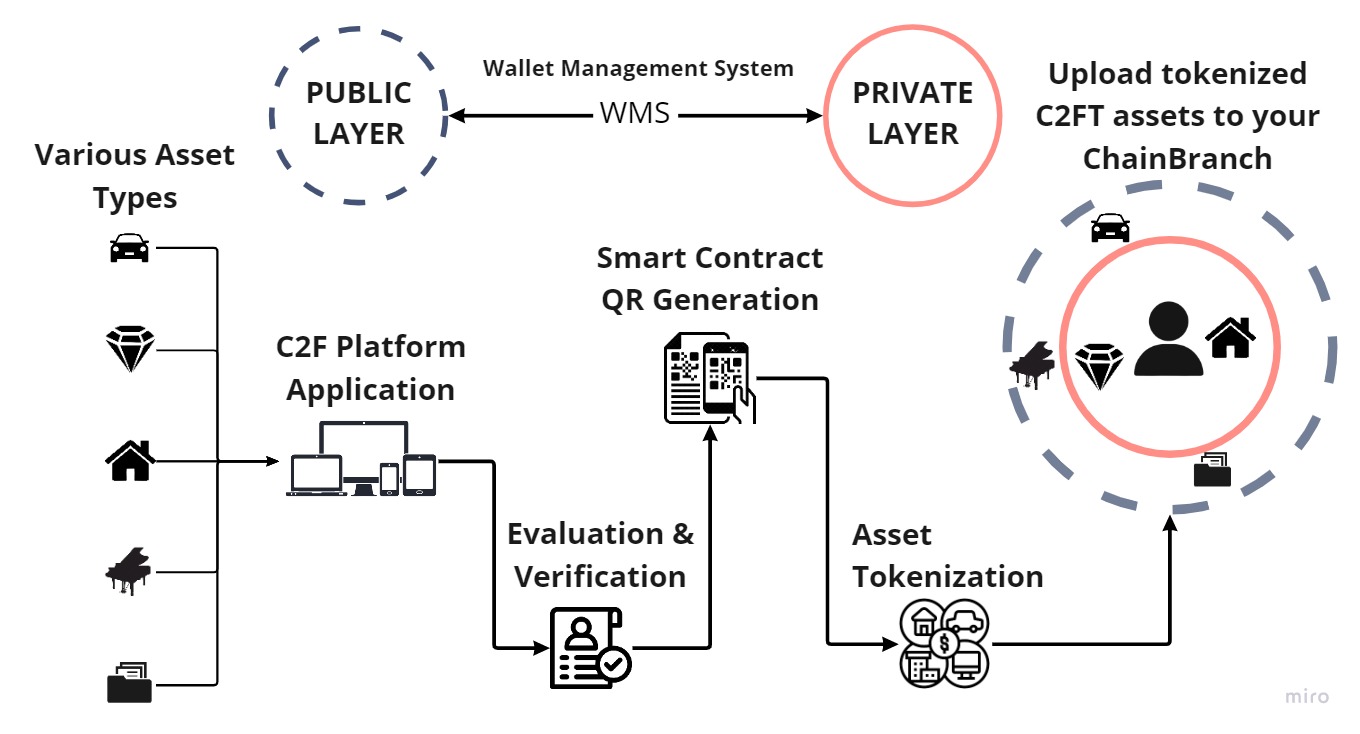 PUBLIC
LAYER
Wallet Management System
WMS
PRIVATE
LAYER
Upload tokenized
C2FT assets to your
ChainBranch
Various Asset
Types
Smart Contract
QR Generation
C2F Platform
Application
Evaluation &
Verification
Asset
Tokenization
$
miro